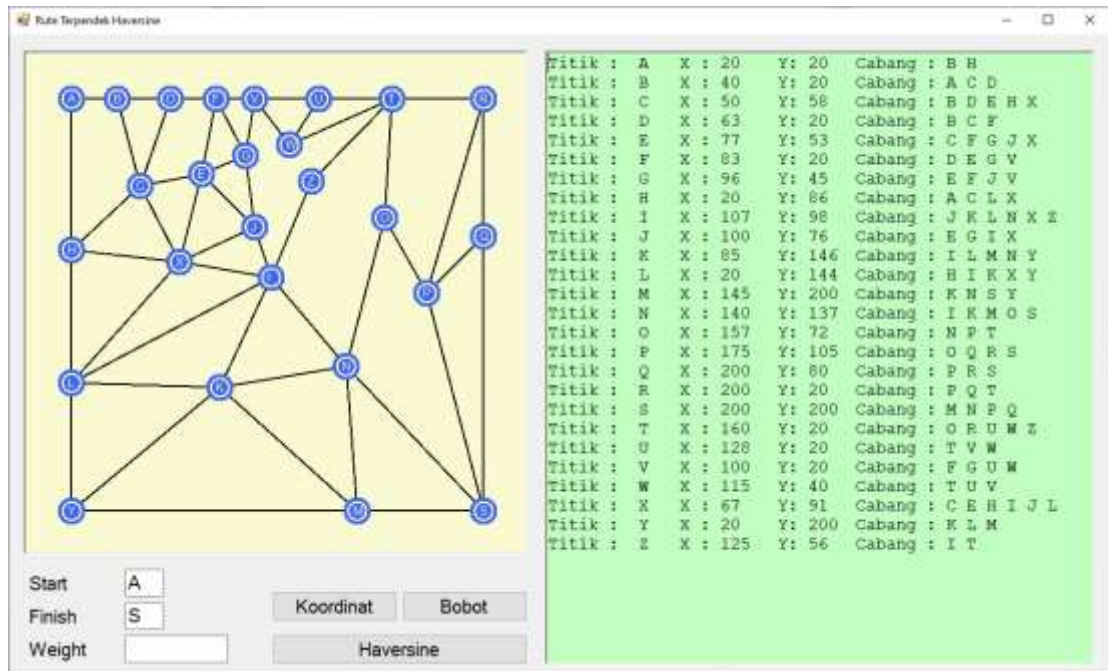 Rute Terpendek Haversine
A B D F V U T R
G W
C E Z
O
H J Q
X I
P
N
L K
Y M S
Titik : A X : 20 Y: 20 Cabang : B H
Titik : B X : 40 Y: 20 Cabang : A C D
Titik : C X : 50 Y: 58 Cabang : B D E H X
Titik : D X : 63 Y: 20 Cabang : B C F
Titik : E X : 77 Y: 53 Cabang : C F G J X
Titik : F X : 83 Y: 20 Cabang : D E G V
Titik : G X : 96 Y: 45 Cabang : E F J V
Titik : H X : 20 Y: 86 Cabang : A C L X
Titik : I X : 107 Y: 98 Cabang : J K L N X Z
Titik : J X : 100 Y: 76 Cabang : E G I X
Titik : K X : 85 Y: 146 Cabang : I L M N Y
Titik : L X : 20 Y: 144 Cabang : H I K X Y
Titik : M X : 145 Y: 200 Cabang : K N S Y
Titik : N X : 140 Y: 137 Cabang : I K M O S
Titik : O X : 157 Y: 72 Cabang : N P T
Titik : P X : 175 Y: 105 Cabang : O Q R S
Titik : Q X : 200 Y: 80 Cabang : P R S
Titik : R X : 200 Y: 20 Cabang : P Q T
Titik : S X : 200 Y: 200 Cabang : M N P Q
Titik : T X : 160 Y: 20 Cabang : O R U W Z
Titik : U X : 128 Y: 20 Cabang : T V W
Titik : V X : 100 Y: 20 Cabang : F G U W
Titik : W X : 115 Y: 40 Cabang : T U V
Titik : X X : 67 Y: 91 Cabang : C E H I J L
Titik : Y X : 20 Y: 200 Cabang : K L M
Titik : Z X : 125 Y: 56 Cabang : I T
Start A
Finish S
Weight
Koordinat Bobot
Haversine